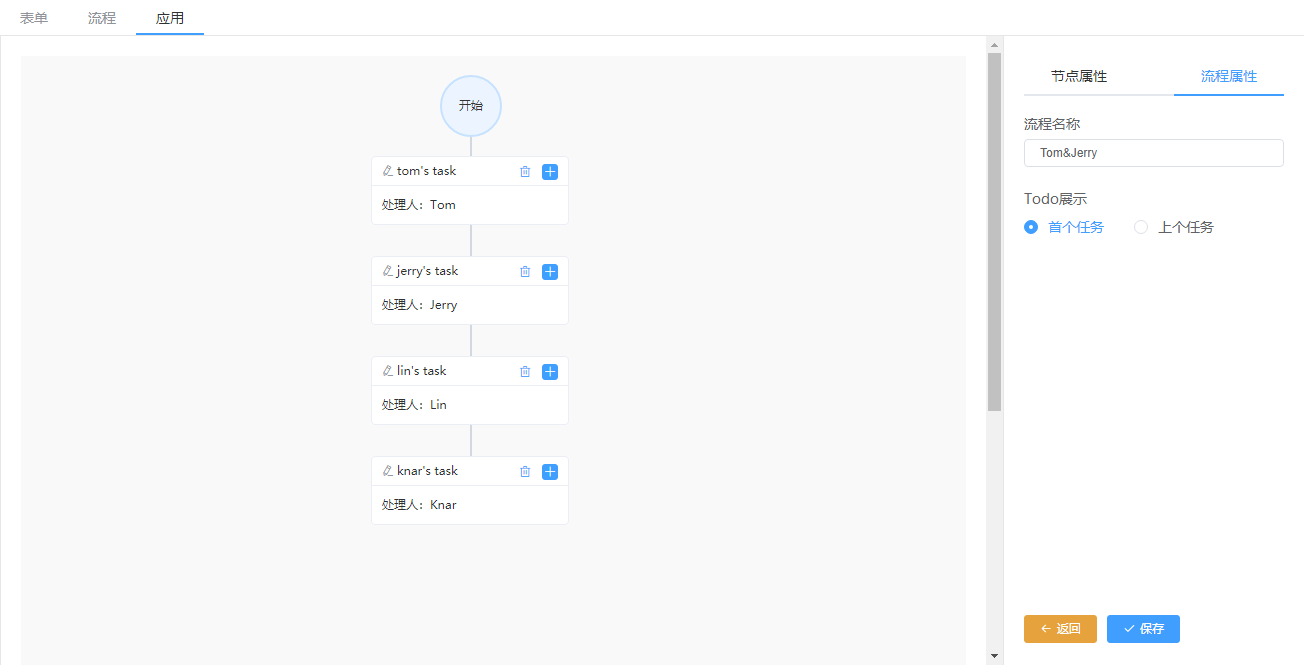 表单 流程 应用
开始
tom's task
处理人：Tom
jerry's task
处理人：Jerry
lin's task
处理人：Lin
knar's task
处理人：Knar
节点属性 流程属性
流程名称
Tom&Jerry
Todo展示
首个任务 上个任务
返回 保存